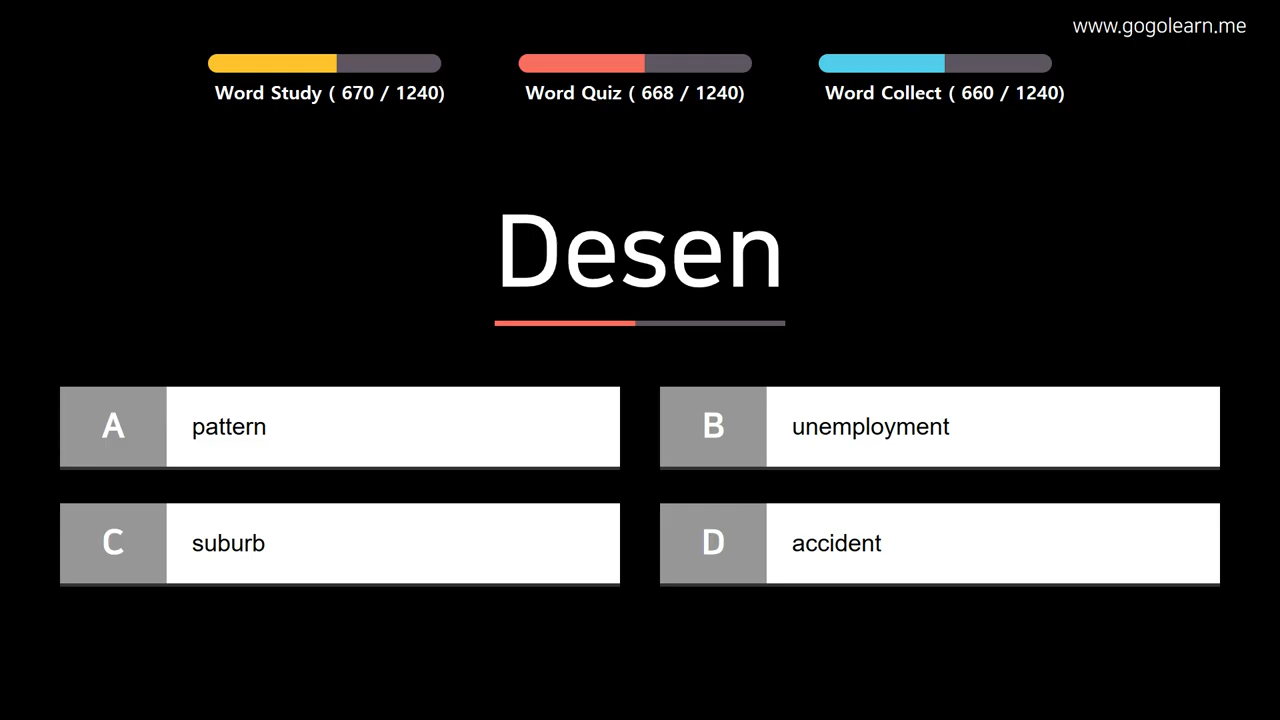 www.gogolearn.me
Word Study ( 670 / 1240)
Word Quiz ( 668 / 1240)
Word Collect ( 660 / 1240)
Desen
A pattern
B unemployment
C suburb
D accident